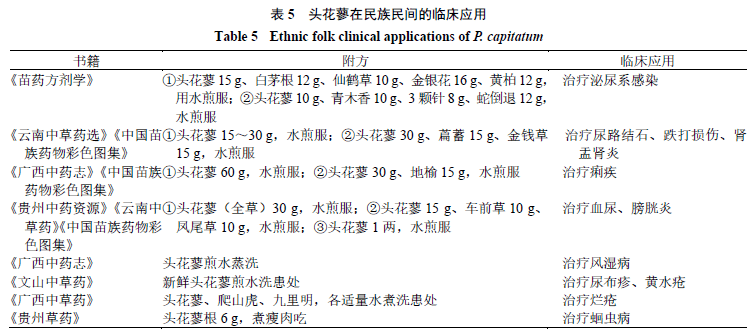 表 5 头花蓼在民族民间的临床应用
Table 5 Ethnic folk clinical applications of P. capitatum
书籍 附方 临床应用
《苗药方剂学》 ①头花蓼 15 g、白茅根 12 g、仙鹤草 10 g、金银花 16 g、黄柏 12 g， 治疗泌尿系感染
用水煎服；②头花蓼 10 g、青木香 10 g、3 颗针 8 g、蛇倒退 12 g，
水煎服
《云南中草药选》《中国苗 ①头花蓼 15～30 g，水煎服；②头花蓼 30 g、萹蓄 15 g、金钱草 治疗尿路结石、跌打损伤、肾
族药物彩色图集》 15 g，水煎服 盂肾炎
《广西中药志》《中国苗族 ①头花蓼 60 g，水煎服；②头花蓼 30 g、地榆 15 g，水煎服 治疗痢疾
药物彩色图集》
《贵州中药资源》《云南中 ①头花蓼（全草）30 g，水煎服；②头花蓼 15 g、车前草 10 g、 治疗血尿、膀胱炎
草药》《中国苗族药物彩 凤尾草 10 g，水煎服；③头花蓼 1 两，水煎服
色图集》
《广西中药志》 头花蓼煎水蒸洗 治疗风湿病
《文山中草药》 新鲜头花蓼煎水洗患处 治疗尿布疹、黄水疮
《广西中草药》 头花蓼、爬山虎、九里明，各适量水煮洗患处 治疗烂疮
《贵州草药》 头花蓼根 6 g，煮瘦肉吃 治疗蛔虫病